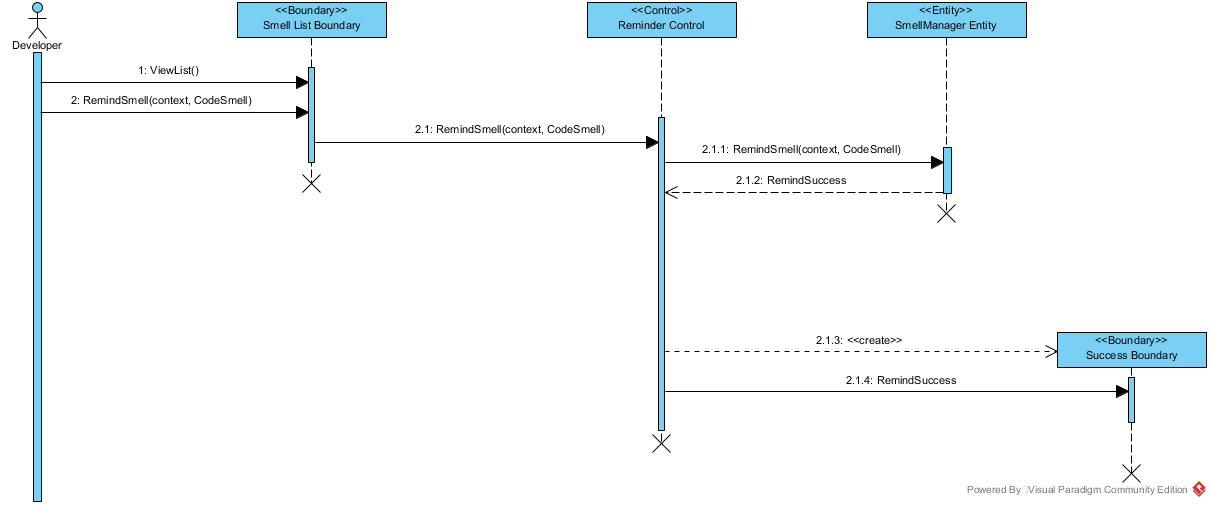 <<Boundary>>
Smell List Boundary
<<Control>>
Reminder Control
<<Entity>>
SmellManager Entity
Developer
1: ViewList()
2: RemindSmell(context, CodeSmell)
2.1: RemindSmell(context, CodeSmell)
2.1.1: RemindSmell(context, CodeSmell)
2.1.2: RemindSuccess
2.1.3: <<create>>
<<Boundary>>
Success Boundary
2.1.4: RemindSuccess
Powered By Visual Paradigm Community Edition